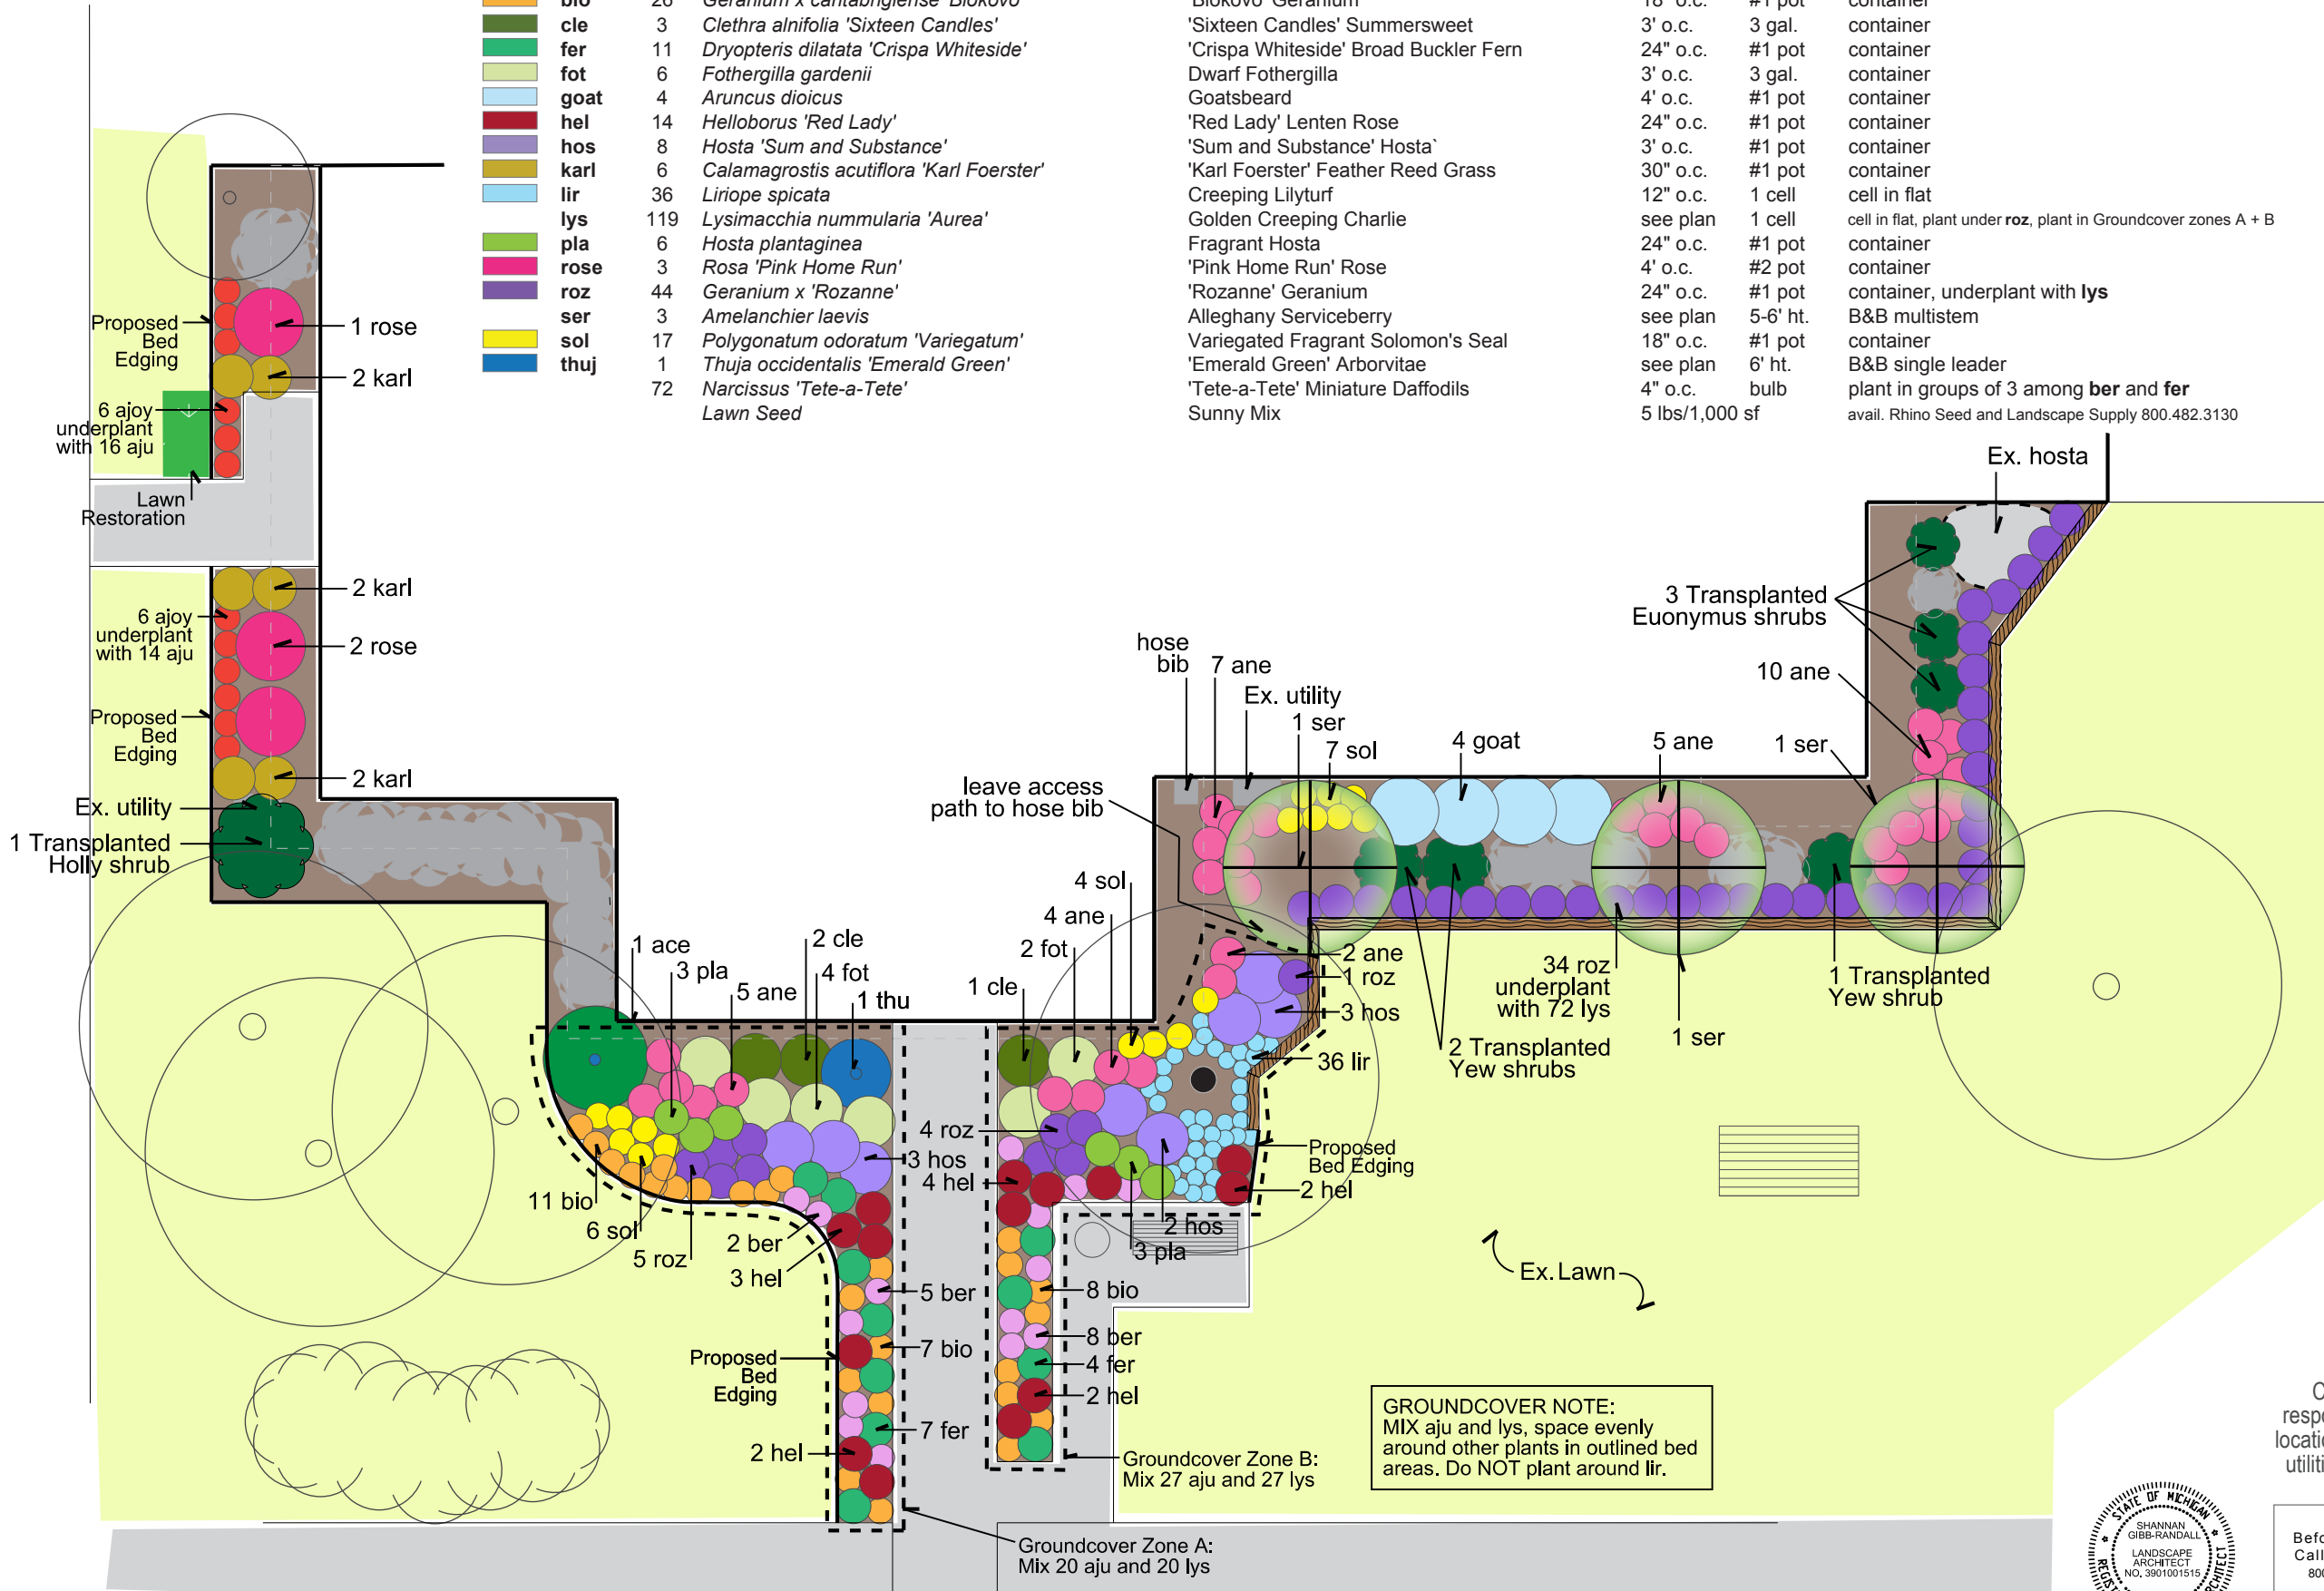 bio 26 Geranium x cantabrigiense 'Biokovo' 'Biokovo' Geranium 18" o.c. #1 pot container
cle 3 Clethra alnifolia 'Sixteen Candles' 'Sixteen Candles' Summersweet 3' o.c. 3 gal. container
fer 11 Dryopteris dilatata 'Crispa Whiteside' 'Crispa Whiteside' Broad Buckler Fern 24" o.c. #1 pot container
fot 6 Fothergilla gardenii Dwarf Fothergilla 3' o.c. 3 gal. container
goat 4 Aruncus dioicus Goatsbeard 4' o.c. #1 pot container
hel 14 Helloborus 'Red Lady' 'Red Lady' Lenten Rose 24" o.c. #1 pot container
hos 8 Hosta 'Sum and Substance' 'Sum and Substance' Hosta` 3' o.c. #1 pot container
karl 6 Calamagrostis acutiflora 'Karl Foerster' 'Karl Foerster' Feather Reed Grass 30" o.c. #1 pot container
lir 36 Liriope spicata Creeping Lilyturf 12" o.c. 1 cell cell in flat
lys 119 Lysimacchia nummularia 'Aurea' Golden Creeping Charlie see plan 1 cell cell in flat, plant under roz, plant in Groundcover zones A + B
pla 6 Hosta plantaginea Fragrant Hosta 24" o.c. #1 pot container
rose 3 Rosa 'Pink Home Run' 'Pink Home Run' Rose 4' o.c. #2 pot container
roz 44 Geranium x 'Rozanne' 'Rozanne' Geranium 24" o.c. #1 pot container, underplant with lys
ser 3 Amelanchier laevis Alleghany Serviceberry see plan 5-6' ht. B&B multistem
sol 17 Polygonatum odoratum 'Variegatum' Variegated Fragrant Solomon's Seal 18" o.c. #1 pot container
thuj 1 Thuja occidentalis 'Emerald Green' 'Emerald Green' Arborvitae see plan 6' ht. B&B single leader
72 Narcissus 'Tete-a-Tete' 'Tete-a-Tete' Miniature Daffodils 4" o.c. bulb plant in groups of 3 among ber and fer
Lawn Seed Sunny Mix 5 lbs/1,000 sf avail. Rhino Seed and Landscape Supply 800.482.3130
Proposed
Bed
Edging
1 rose
2 karl
6 ajoy
underplant
with 16 aju
Lawn
Restoration
2 karl
6 ajoy
underplant
with 14 aju
2 rose
Proposed
Bed
Edging
2 karl
Ex. utility
1 Transplanted
Holly shrub
Ex. hosta
3 Transplanted
Euonymus shrubs
10 ane
hose
bib
7 ane
Ex. utility
1 ser
7 sol
4 goat
5 ane
1 ser
leave access
path to hose bib
4 sol
4 ane
2 fot
1 cle
1 ace
3 pla
5 ane
2 cle
4 fot
1 thu
2 ane
1 roz
3 hos
36 lir
34 roz
underplant
with 72 lys
2 Transplanted
Yew shrubs
1 ser
1 Transplanted
Yew shrub
4 roz
3 hos
4 hel
Proposed
Bed Edging
2 hel
2 hos
3 pla
11 bio
6 sol
5 roz
2 ber
3 hel
5 ber
7 bio
Proposed
Bed
Edging
7 fer
2 hel
8 bio
8 ber
4 fer
2 hel
Ex. Lawn
Groundcover Zone B:
Mix 27 aju and 27 lys
Groundcover Zone A:
Mix 20 aju and 20 lys
GROUNDCOVER NOTE:
MIX aju and lys, space evenly
around other plants in outlined bed
areas. Do NOT plant around lir.
STATE OF MICHIGAN
SHANNAN
GIBB-RANDALL
LANDSCAPE
ARCHITECT
NO. 3901001515
Call